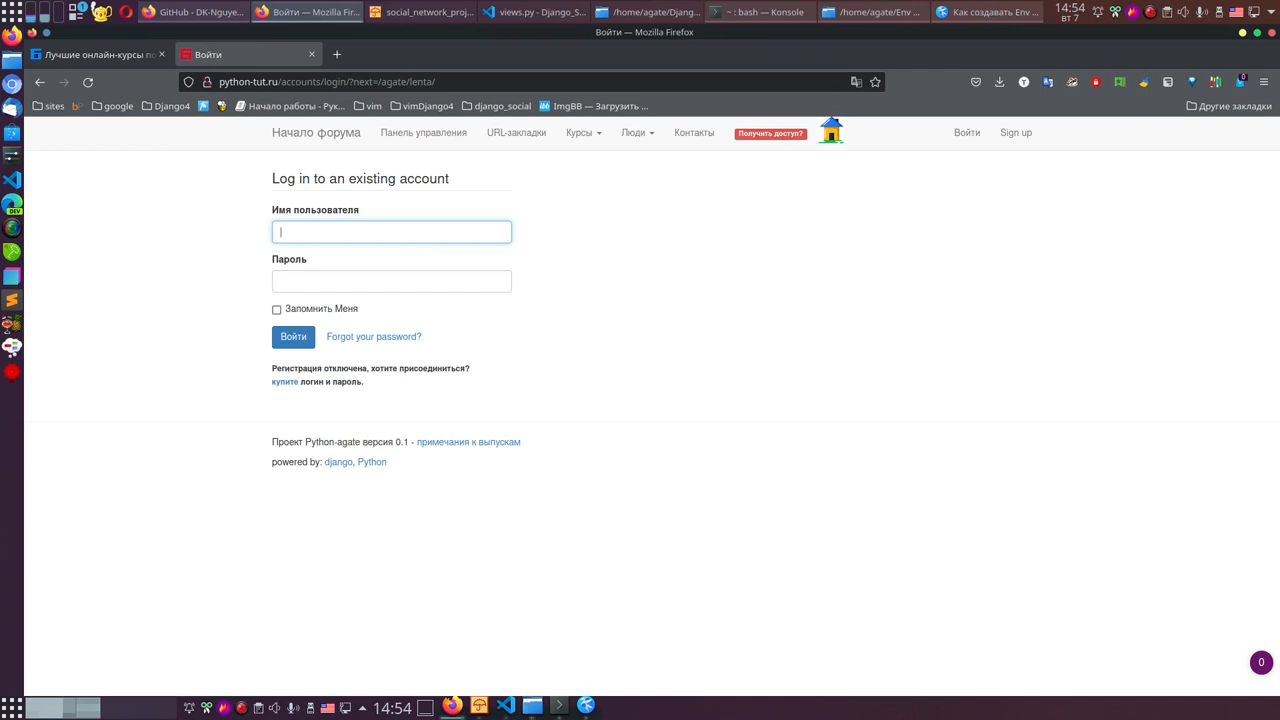 GitHub - DK-Nguye...
Войти — Mozilla Fir...
social_network_proj...
views.py - Django_S...
/home/agate/Djang...
~ : bash — Konsole
/home/agate/Env ...
Как создавать Env ...
14:54
вт 7
Войти — Mozilla Firefox
Лучшие онлайн-курсы по
Войти
python-tut.ru/accounts/login/?next=/agate/lenta/
0
sites
google
Django4
Начало работы - Рук...
vim
vimDjango4
django_social
ImgBB — Загрузить ...
Другие закладки
Начало форума
Панель управления
URL-закладки
Курсы
Люди
Контакты
Получить доступ?
Войти
Sign up
Log in to an existing account
Имя пользователя
Пароль
Запомнить Меня
Войти
Forgot your password?
Регистрация отключена, хотите присоединиться?
купите логин и пароль.
Проект Python-agate версия 0.1 - примечания к выпускам
powered by: django, Python
DEV
0
14:54